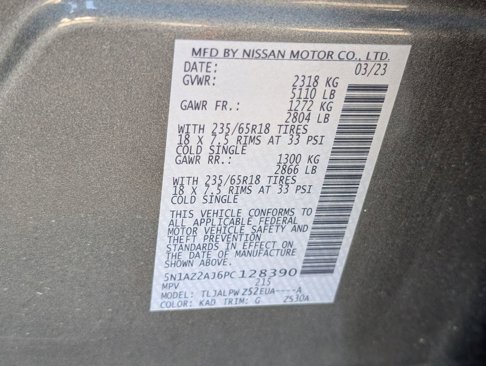 MFD BY NISSAN MOTOR CO., LTD.
DATE: 03/23
GVWR: 2318 KG
5110 LB
GAWR FR.: 1272 KG
2804 LB
WITH 235/65R18 TIRES
18 X 7.5 RIMS AT 33 PSI
COLD SINGLE
GAWR RR.: 1300 KG
2866 LB
WITH 235/65R18 TIRES
18 X 7.5 RIMS AT 33 PSI
COLD SINGLE
THIS VEHICLE CONFORMS TO
ALL APPLICABLE FEDERAL
MOTOR VEHICLE SAFETY AND
THEFT PREVENTION
STANDARDS IN EFFECT ON
THE DATE OF MANUFACTURE
SHOWN ABOVE.
5N1AZ2AJ6PC128390
MPV 215
MODEL: TLJALPWZ52EUA----A
COLOR: KAD TRIM: G Z530A